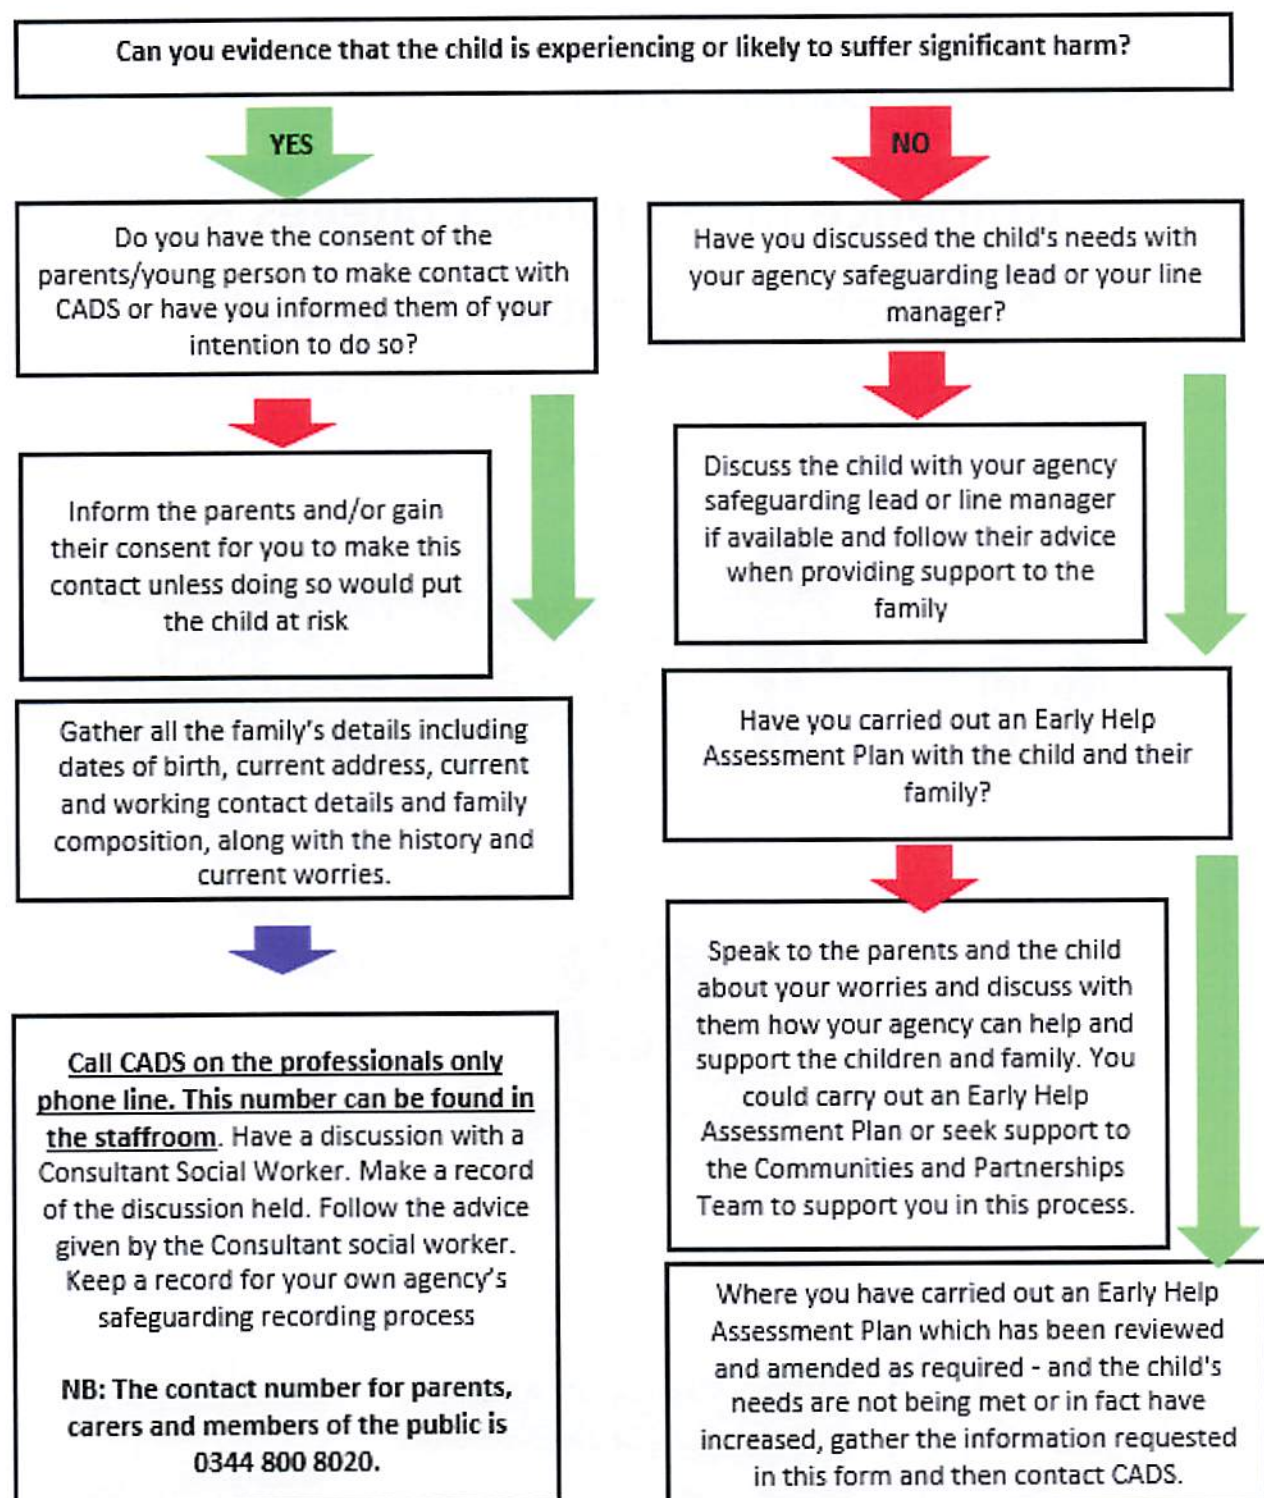 Can you evidence that the child is experiencing or likely to suffer significant harm?
YES
NO
Do you have the consent of the
parents/young person to make contact with
CADS or have you informed them of your
intention to do so?
Have you discussed the child's needs with
your agency safeguarding lead or your line
manager?
Inform the parents and/or gain
their consent for you to make this
contact unless doing so would put
the child at risk
Discuss the child with your agency
safeguarding lead or line manager
if available and follow their advice
when providing support to the
family
Gather all the family's details including
dates of birth, current address, current
and working contact details and family
composition, along with the history and
current worries.
Have you carried out an Early Help
Assessment Plan with the child and their
family?
Call CADS on the professionals only
phone line. This number can be found in
the staffroom. Have a discussion with a
Consultant Social Worker. Make a record
of the discussion held. Follow the advice
given by the Consultant social worker.
Keep a record for your own agency's
safeguarding recording process
NB: The contact number for parents,
carers and members of the public is
0344 800 8020.
Speak to the parents and the child
about your worries and discuss with
them how your agency can help and
support the children and family. You
could carry out an Early Help
Assessment Plan or seek support to
the Communities and Partnerships
Team to support you in this process.
Where you have carried out an Early Help
Assessment Plan which has been reviewed
and amended as required - and the child's
needs are not being met or in fact have
increased, gather the information requested
in this form and then contact CADS.